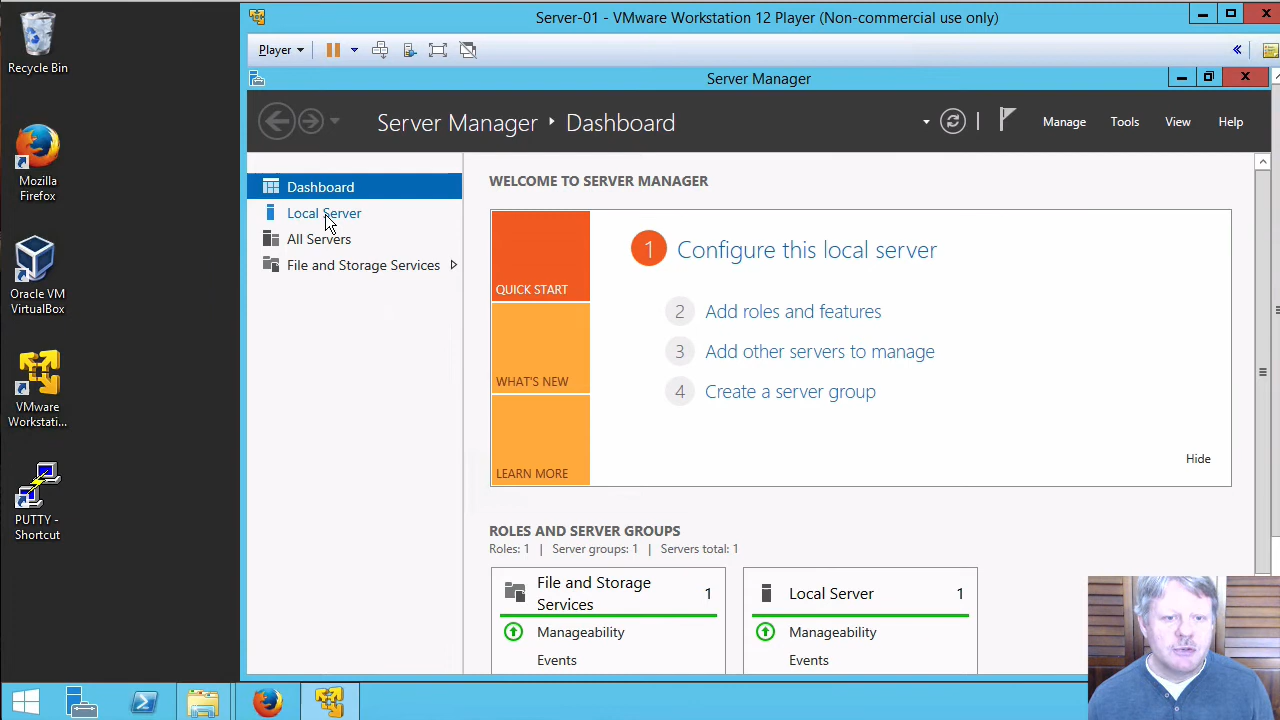 Recycle Bin
Mozilla
Firefox
Oracle VM
VirtualBox
VMware
Workstati...
PUTTY -
Shortcut
Server-01 - VMware Workstation 12 Player (Non-commercial use only)
Player
Server Manager
Server Manager
Dashboard
Manage
Tools
View
Help
Dashboard
Local Server
All Servers
File and Storage Services
WELCOME TO SERVER MANAGER
QUICK START
WHAT'S NEW
LEARN MORE
1 Configure this local server
2 Add roles and features
3 Add other servers to manage
4 Create a server group
Hide
ROLES AND SERVER GROUPS
Roles: 1 | Server groups: 1 | Servers total: 1
File and Storage
Services
1
Manageability
Events
Local Server
1
Manageability
Events